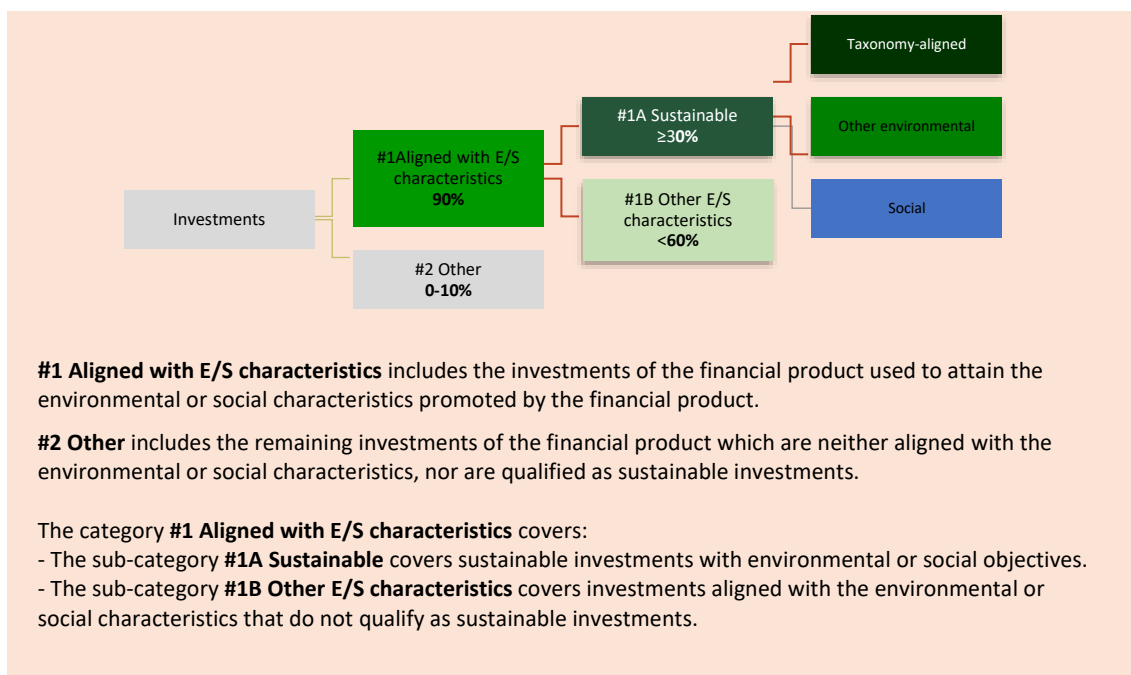 Investments
#1Aligned with E/S
characteristics
90%
#2 Other
0-10%
#1A Sustainable
≥30%
#1B Other E/S
characteristics
<60%
Taxonomy-aligned
Other environmental
Social
#1 Aligned with E/S characteristics includes the investments of the financial product used to attain the
environmental or social characteristics promoted by the financial product.
#2 Other includes the remaining investments of the financial product which are neither aligned with the
environmental or social characteristics, nor are qualified as sustainable investments.
The category #1 Aligned with E/S characteristics covers:
- The sub-category #1A Sustainable covers sustainable investments with environmental or social objectives.
- The sub-category #1B Other E/S characteristics covers investments aligned with the environmental or
social characteristics that do not qualify as sustainable investments.